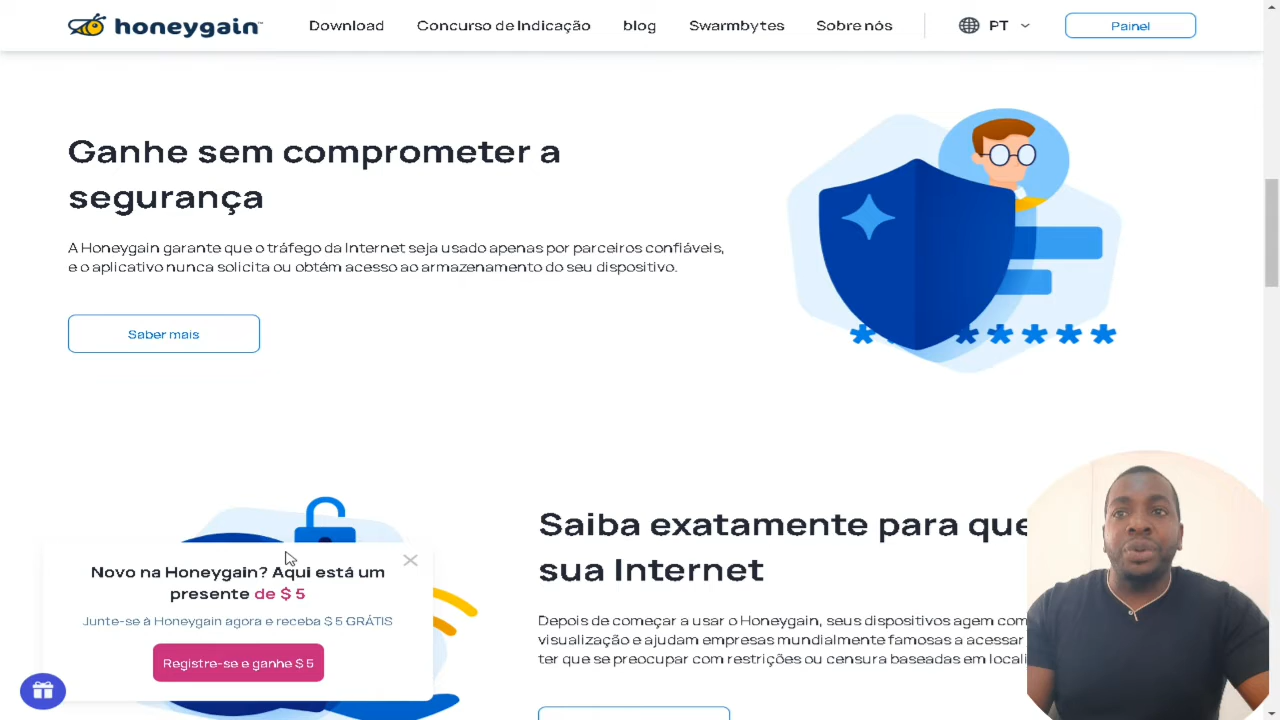 honeygain™
Download
Concurso de Indicação
blog
Swarmbytes
Sobre nós
PT
Painel
Ganhe sem comprometer a
segurança
A Honeygain garante que o tráfego da Internet seja usado apenas por parceiros confiáveis,
e o aplicativo nunca solicita ou obtém acesso ao armazenamento do seu dispositivo.
Saber mais
*****
Novo na Honeygain? Aqui está um
presente de $ 5
Junte-se à Honeygain agora e receba $ 5 GRÁTIS
Registre-se e ganhe $ 5
Saiba exatamente para que
sua Internet
Depois de começar a usar o Honeygain, seus dispositivos agem com
visualização e ajudam empresas mundialmente famosas a acessar
ter que se preocupar com restrições ou censura baseadas em